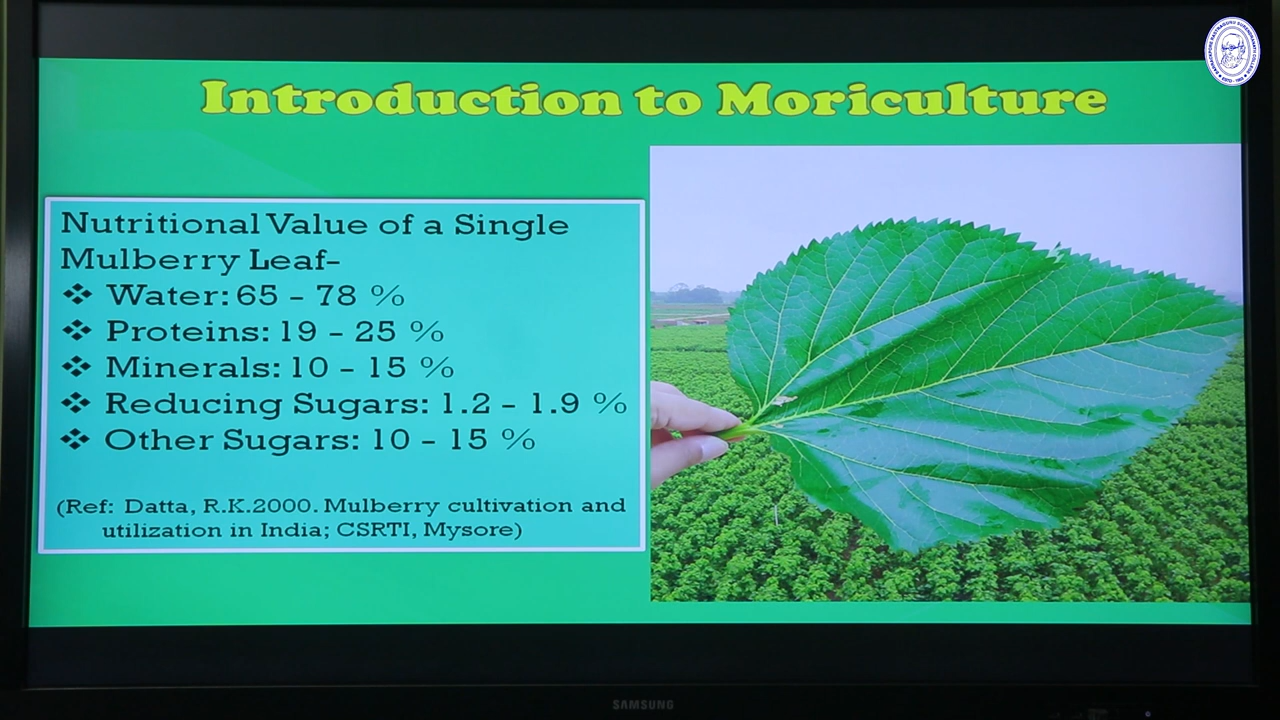 Introduction to Moriculture
Nutritional Value of a Single
Mulberry Leaf-
❖ Water: 65 - 78 %
❖ Proteins: 19 - 25 %
❖ Minerals: 10 - 15 %
❖ Reducing Sugars: 1.2 - 1.9 %
❖ Other Sugars: 10 - 15 %
(Ref: Datta, R.K.2000. Mulberry cultivation and
utilization in India; CSRTI, Mysore)
SAMSUNG